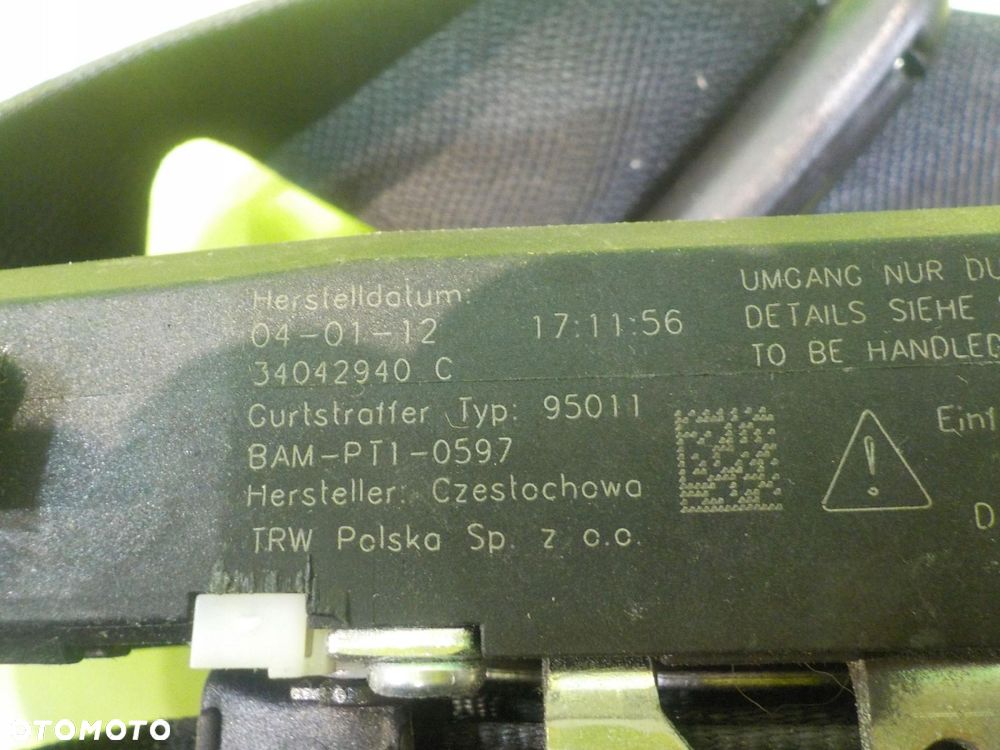 Herstelldatum:
04-01-12 17:11:56
34042940 C
Gurtstraffer Typ: 95011
BAM-PT1-0597
Hersteller: Czestochowa
TRW Polska Sp. z o.o.
UMGANG NUR DU
DETAILS SIEHE
TO BE HANDLED
Einf
D
OTOMOTO